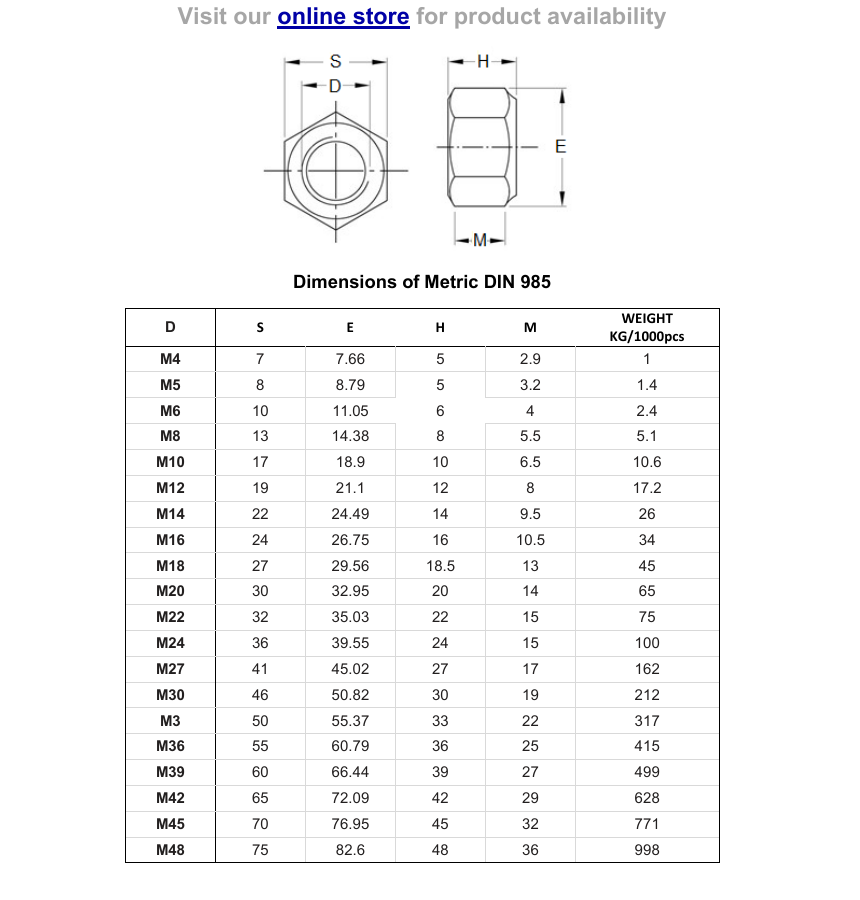 Visit our online store for product availability
S
D
H
E
M
Dimensions of Metric DIN 985
D S E H M WEIGHT KG/1000pcs
M4 7 7.66 5 2.9 1
M5 8 8.79 5 3.2 1.4
M6 10 11.05 6 4 2.4
M8 13 14.38 8 5.5 5.1
M10 17 18.9 10 6.5 10.6
M12 19 21.1 12 8 17.2
M14 22 24.49 14 9.5 26
M16 24 26.75 16 10.5 34
M18 27 29.56 18.5 13 45
M20 30 32.95 20 14 65
M22 32 35.03 22 15 75
M24 36 39.55 24 15 100
M27 41 45.02 27 17 162
M30 46 50.82 30 19 212
M3 50 55.37 33 22 317
M36 55 60.79 36 25 415
M39 60 66.44 39 27 499
M42 65 72.09 42 29 628
M45 70 76.95 45 32 771
M48 75 82.6 48 36 998